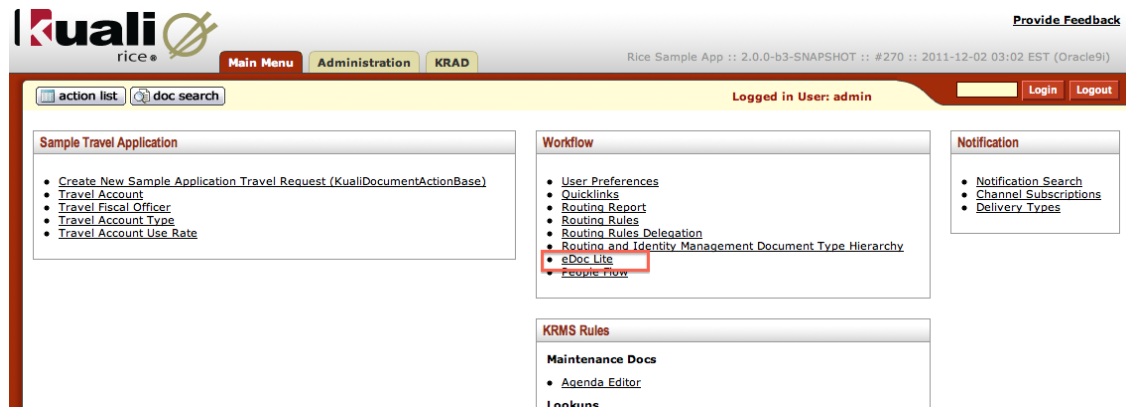 Kuali
rice
Provide Feedback
Main Menu
Administration
KRAD
Rice Sample App :: 2.0.0-b3-SNAPSHOT :: #270 :: 2011-12-02 03:02 EST (Oracle9i)
action list
doc search
Logged in User: admin
Login
Logout
Sample Travel Application
Create New Sample Application Travel Request (KualiDocumentActionBase)
Travel Account
Travel Fiscal Officer
Travel Account Type
Travel Account Use Rate
Workflow
User Preferences
Quicklinks
Routing Report
Routing Rules
Routing Rules Delegation
Routing and Identity Management Document Type Hierarchy
eDoc Lite
People Flow
Notification
Notification Search
Channel Subscriptions
Delivery Types
KRMS Rules
Maintenance Docs
Agenda Editor
Lookups